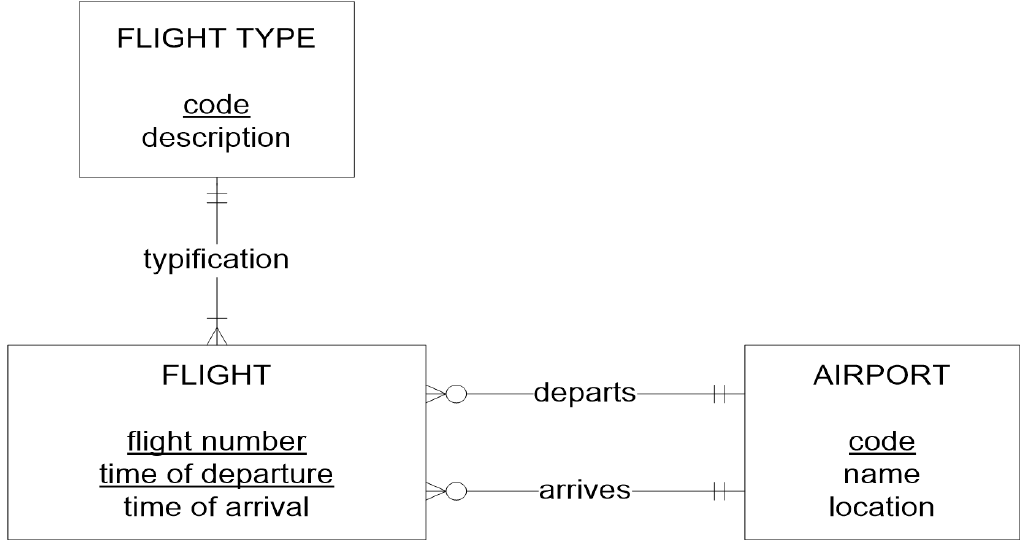 FLIGHT TYPE
code
description
typification
FLIGHT
flight number
time of departure
time of arrival
departs
arrives
AIRPORT
code
name
location